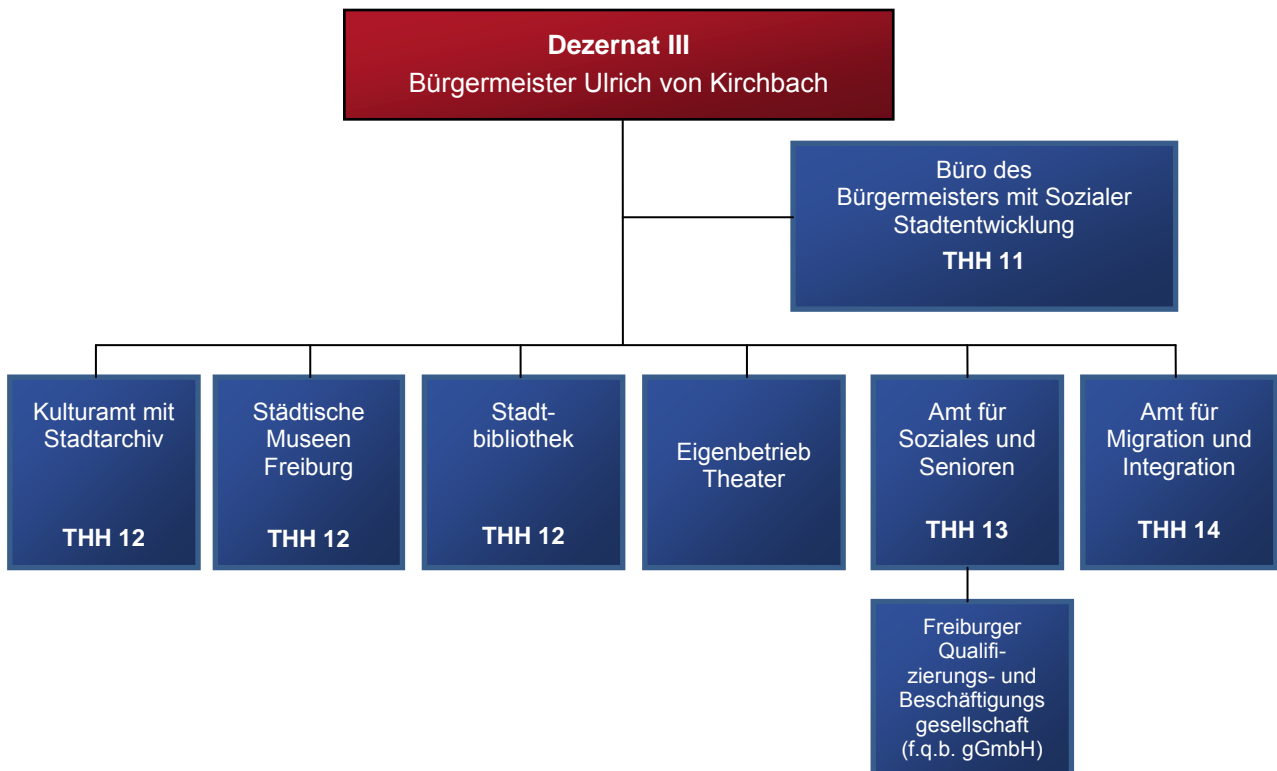 Dezernat III
Bürgermeister Ulrich von Kirchbach
Büro des
Bürgermeisters mit Sozialer
Stadtentwicklung
THH 11
Kulturamt mit
Stadtarchiv
THH 12
Städtische
Museen
Freiburg
THH 12
Stadt-
bibliothek
THH 12
Eigenbetrieb
Theater
Amt für
Soziales und
Senioren
THH 13
Amt für
Migration und
Integration
THH 14
Freiburger
Qualifi-
zierungs- und
Beschäftigungs
gesellschaft
(f.q.b. gGmbH)